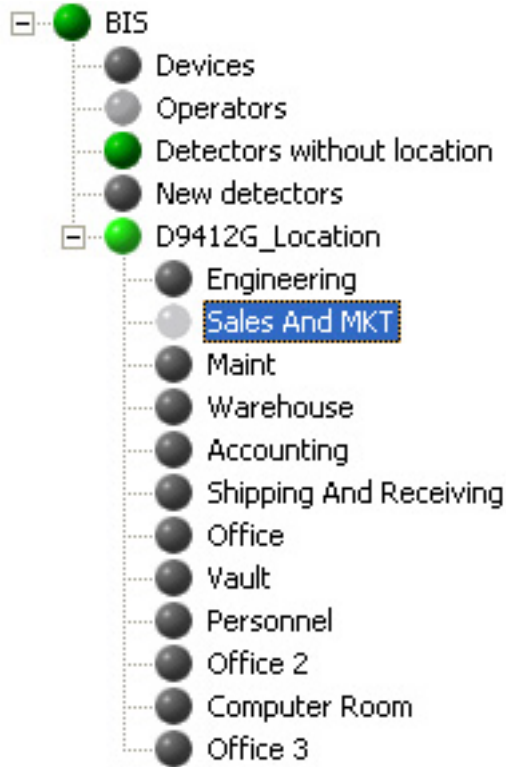 BIS
Devices
Operators
Detectors without location
New detectors
D9412G_Location
Engineering
Sales And MKT
Maint
Warehouse
Accounting
Shipping And Receiving
Office
Vault
Personnel
Office 2
Computer Room
Office 3